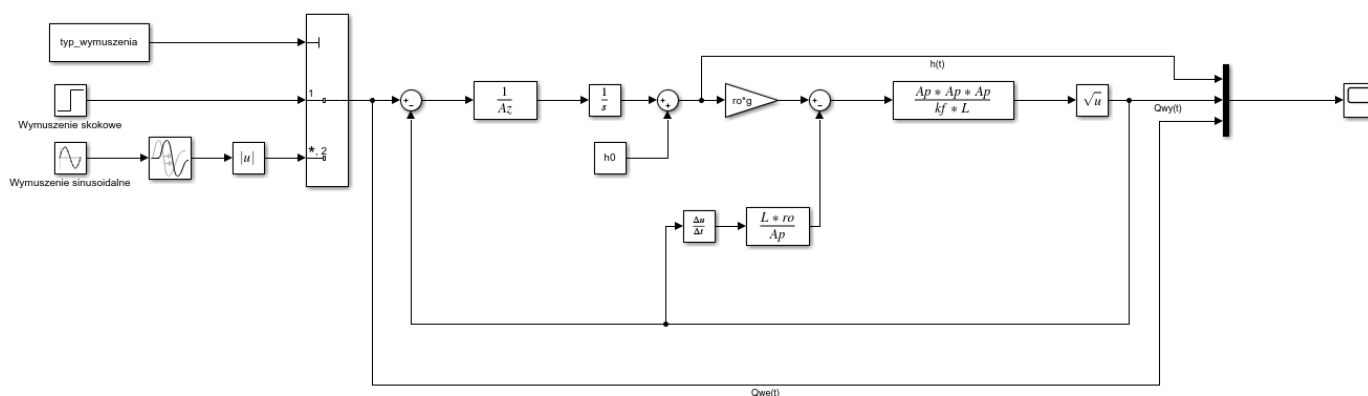 typ_wymuszenia
1
Wymuszenie skokowe
*, 2
|u|
Wymuszenie sinusoidalne
1
Az
1
s
h0
h(t)
ro*g
Ap * Ap * Ap
kf * L
√u
Qwy(t)
Δu
Δt
L * ro
Ap
Qwe(t)